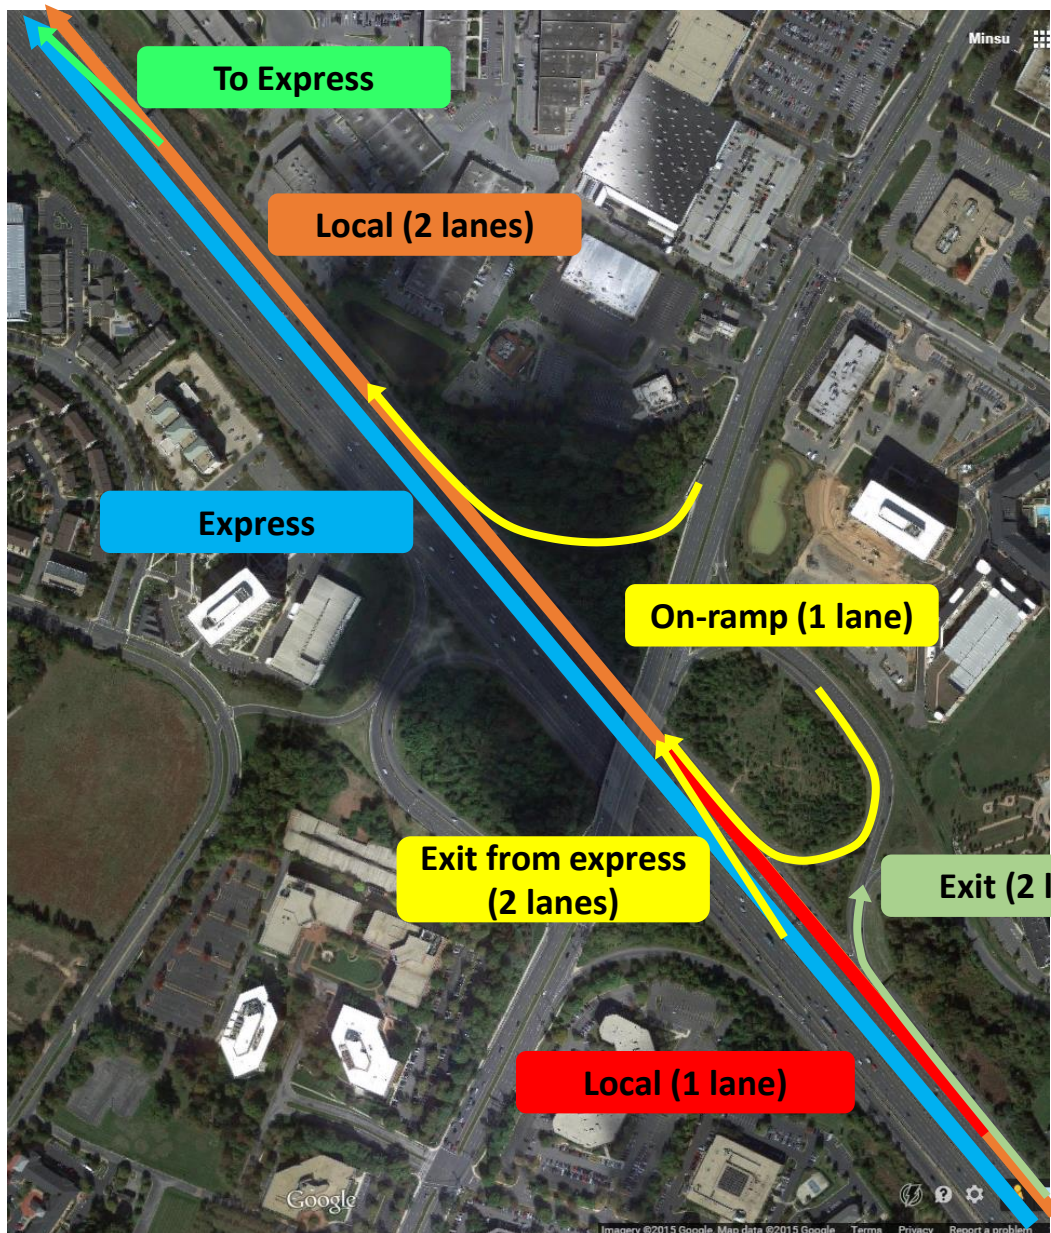 Minsu
To Express
Local (2 lanes)
Express
On-ramp (1 lane)
Exit from express
(2 lanes)
Exit (2 l
Local (1 lane)
Google
Imagery ©2015 Google, Map data ©2015 Google Terms Privacy Report a problem